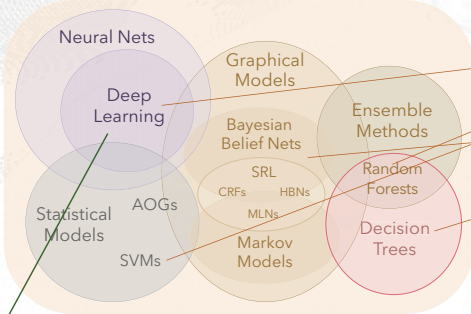 Neural Nets
Deep
Learning
Graphical
Models
Ensemble
Methods
Bayesian
Belief Nets
Random
Forests
SRL
CRFs
HBNs
MLNs
AOGs
Statistical
Models
SVMs
Markov
Models
Decision
Trees